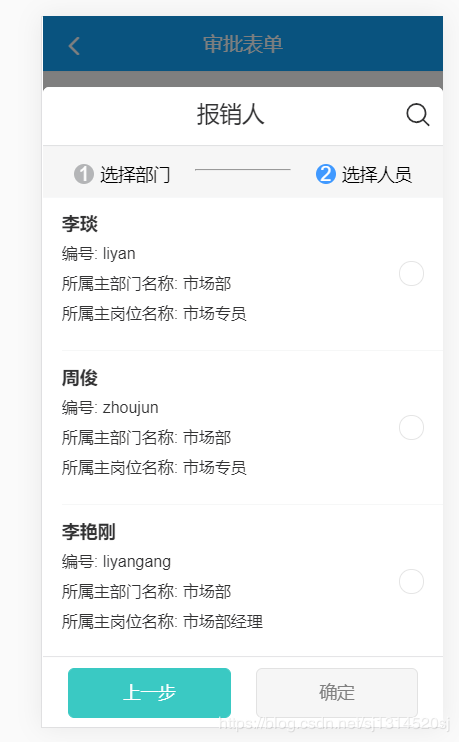 审批表单
报销人
1 选择部门
2 选择人员
李琰
编号: liyan
所属主部门名称: 市场部
所属主岗位名称: 市场专员
周俊
编号: zhoujun
所属主部门名称: 市场部
所属主岗位名称: 市场专员
李艳刚
编号: liyangang
所属主部门名称: 市场部
所属主岗位名称: 市场部经理
上一步
确定
https://blog.csdn.net/sj1314520sj